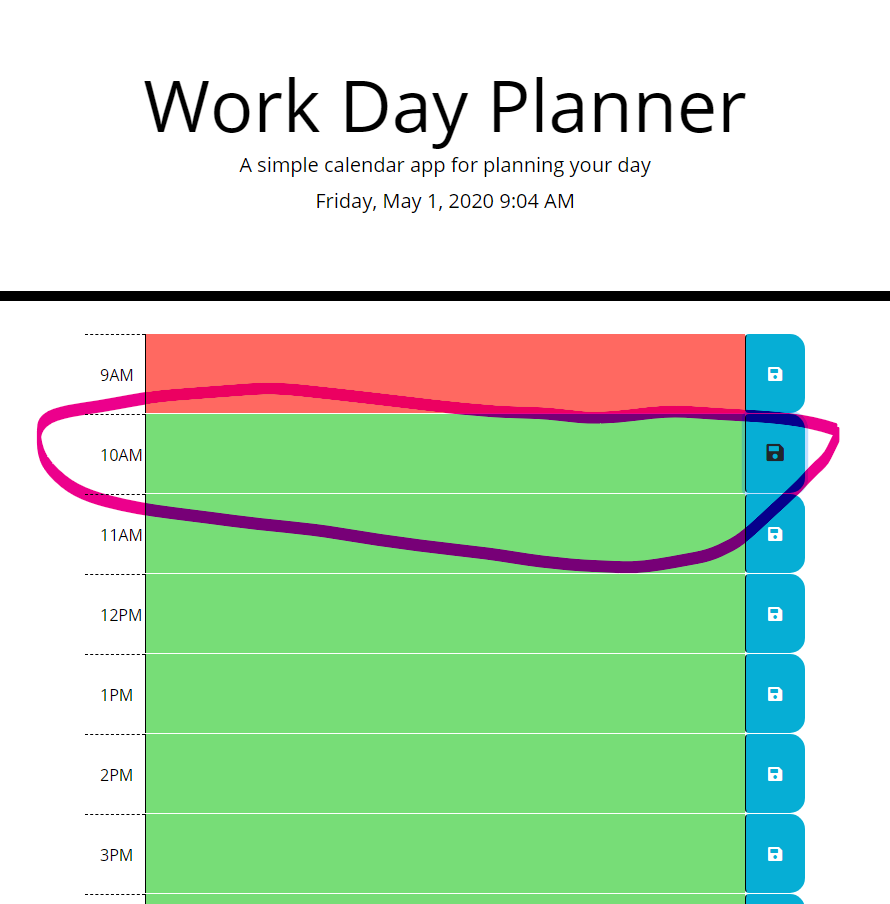 Work Day Planner
A simple calendar app for planning your day
Friday, May 1, 2020 9:04 AM
9AM
10AM
11AM
12PM
1PM
2PM
3PM